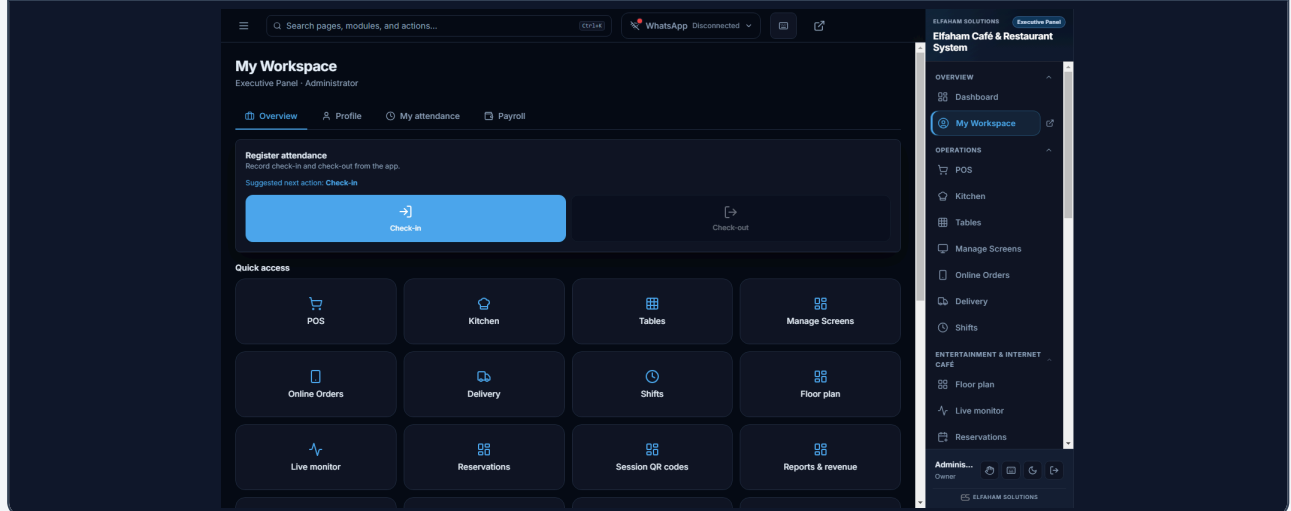 Search pages, modules, and actions...
Ctrl+K
WhatsApp Disconnected
My Workspace
Executive Panel · Administrator
Overview
Profile
My attendance
Payroll
Register attendance
Record check-in and check-out from the app.
Suggested next action: Check-in
Check-in
Check-out
Quick access
POS
Kitchen
Tables
Manage Screens
Online Orders
Delivery
Shifts
Floor plan
Live monitor
Reservations
Session QR codes
Reports & revenue
ELFAHAM SOLUTIONS
Executive Panel
Elfaham Café & Restaurant
System
OVERVIEW
Dashboard
My Workspace
OPERATIONS
POS
Kitchen
Tables
Manage Screens
Online Orders
Delivery
Shifts
ENTERTAINMENT & INTERNET
CAFÉ
Floor plan
Live monitor
Reservations
Adminis...
Owner
ELFAHAM SOLUTIONS